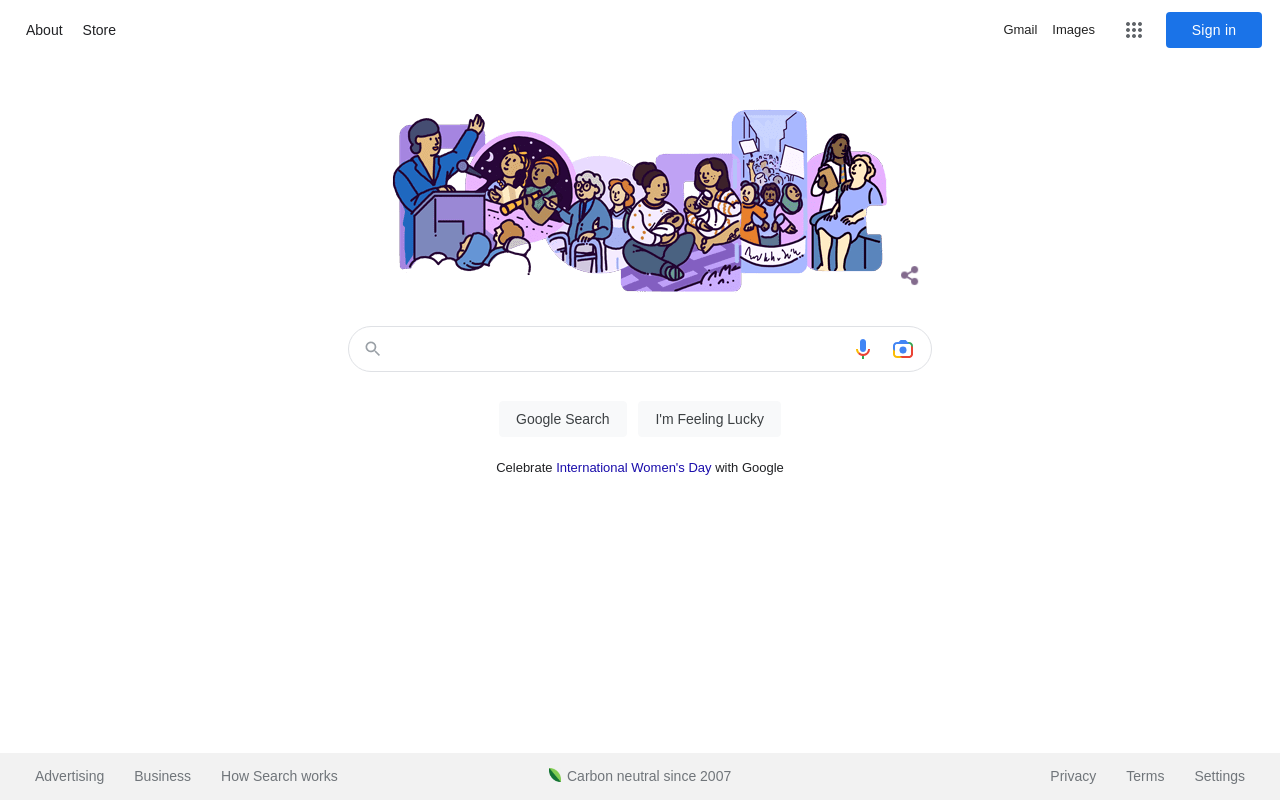 About Store
Gmail Images Sign in
Google Search I'm Feeling Lucky
Celebrate International Women's Day with Google
Advertising Business How Search works Carbon neutral since 2007 Privacy Terms Settings